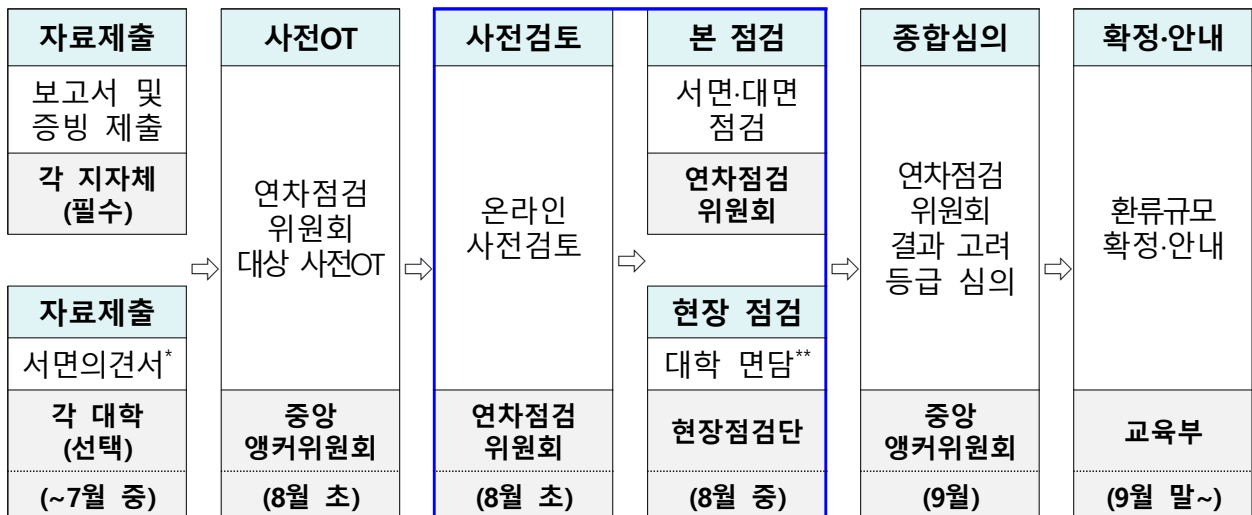 자료제출
보고서 및
증빙 제출
각 지자체
(필수)
자료제출
서면의견서*
각 대학
(선택)
(~7월 중)
⇨
사전OT
연차점검
위원회
대상 사전OT
중앙
앵커위원회
(8월 초)
⇨
사전검토
온라인
사전검토
연차점검
위원회
(8월 초)
⇨
본 점검
서면·대면
점검
연차점검
위원회
현장 점검
대학 면담**
현장점검단
(8월 중)
⇨
종합심의
연차점검
위원회
결과 고려
등급 심의
중앙
앵커위원회
(9월)
⇨
확정·안내
환류규모
확정·안내
교육부
(9월 말~)